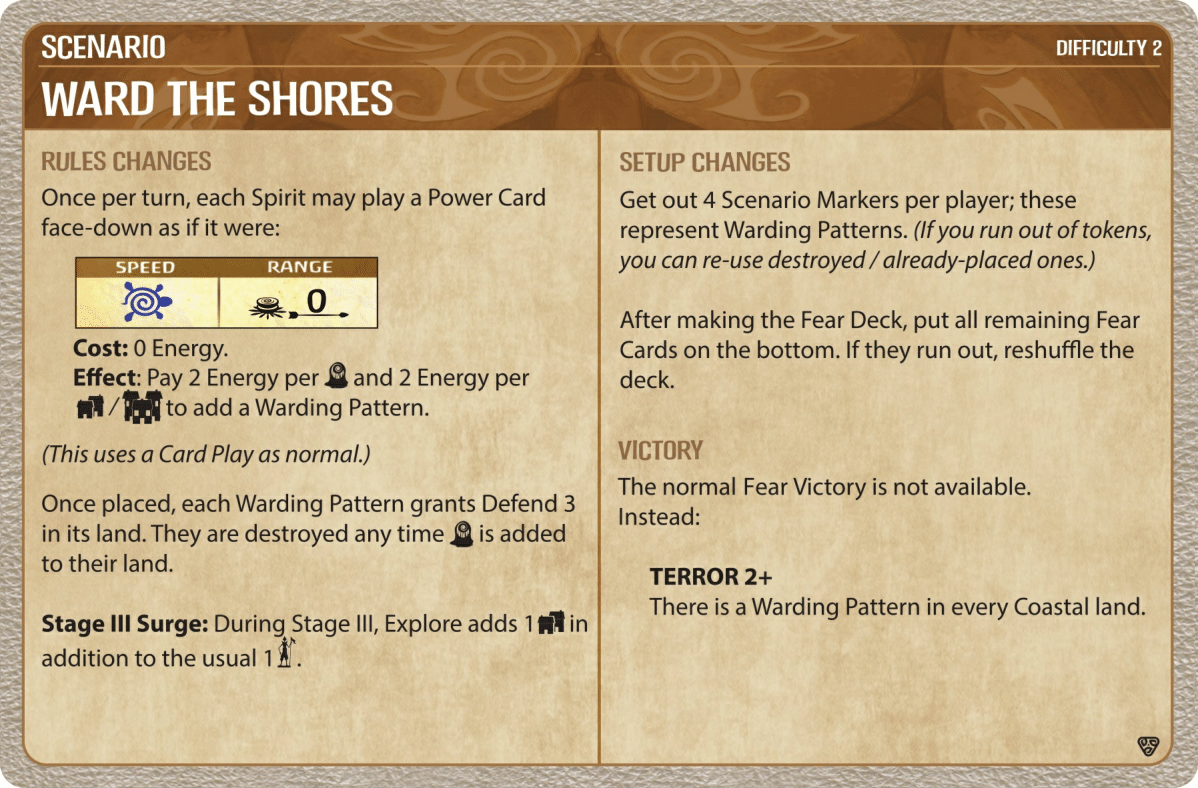 SCENARIO
DIFFICULTY 2
WARD THE SHORES
RULES CHANGES
Once per turn, each Spirit may play a Power Card
face-down as if it were:
SPEED RANGE
0
Cost: 0 Energy.
Effect: Pay 2 Energy per and 2 Energy per
/ to add a Warding Pattern.
(This uses a Card Play as normal.)
Once placed, each Warding Pattern grants Defend 3
in its land. They are destroyed any time is added
to their land.
Stage III Surge: During Stage III, Explore adds 1 in
addition to the usual 1 .
SETUP CHANGES
Get out 4 Scenario Markers per player; these
represent Warding Patterns. (If you run out of tokens,
you can re-use destroyed / already-placed ones.)
After making the Fear Deck, put all remaining Fear
Cards on the bottom. If they run out, reshuffle the
deck.
VICTORY
The normal Fear Victory is not available.
Instead:
TERROR 2+
There is a Warding Pattern in every Coastal land.